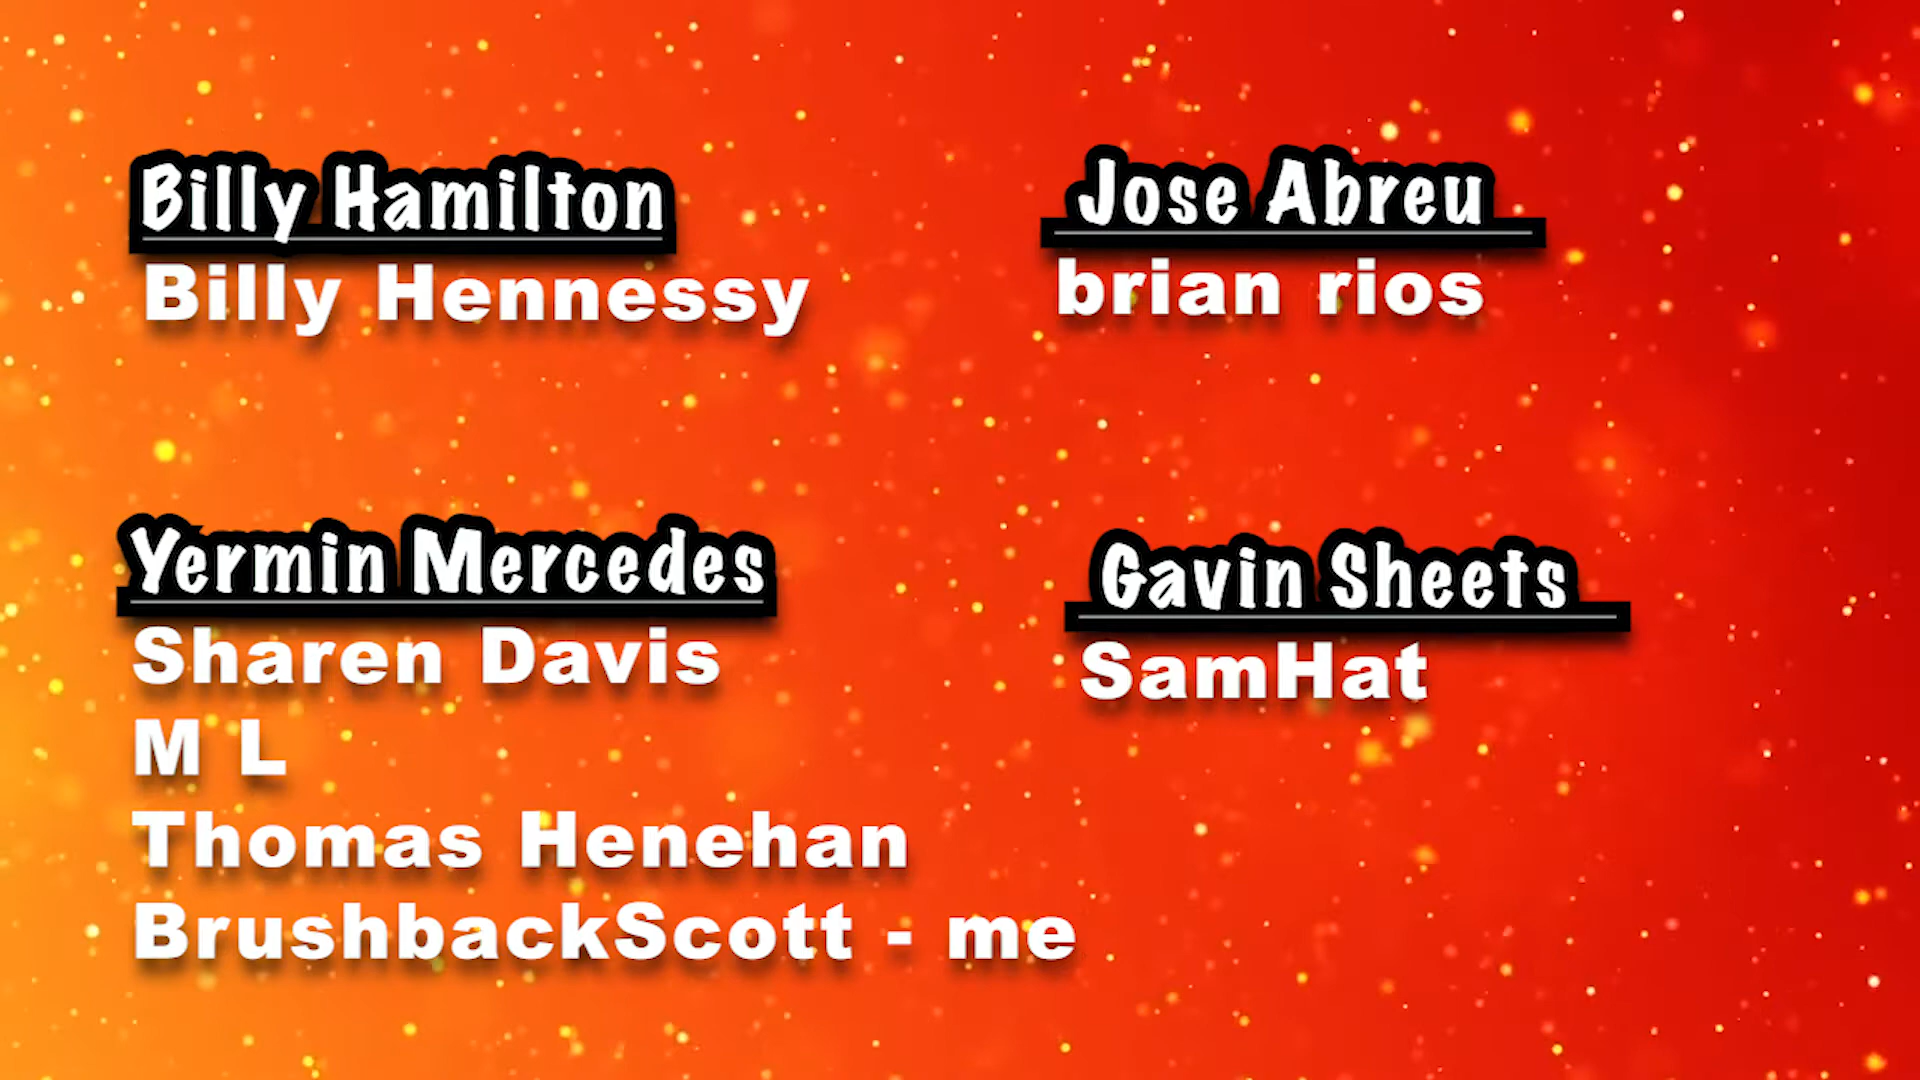 Billy Hamilton
Billy Hennessy
Jose Abreu
brian rios
Yermin Mercedes
Sharen Davis
M L
Thomas Henehan
BrushbackScott - me
Gavin Sheets
SamHat